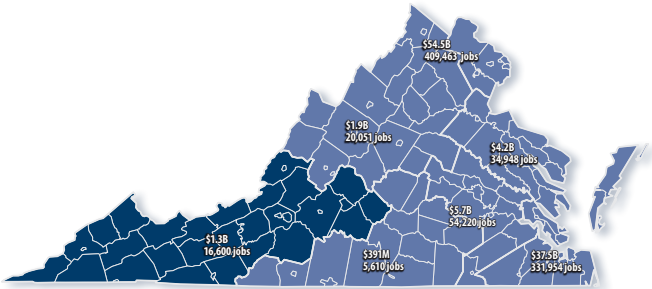 $54.5B
409,463 jobs
$1.9B
20,051 jobs
$4.2B
34,948 jobs
$5.7B
54,220 jobs
$1.3B
16,600 jobs
$391M
5,610 jobs
$37.5B
331,954 jobs